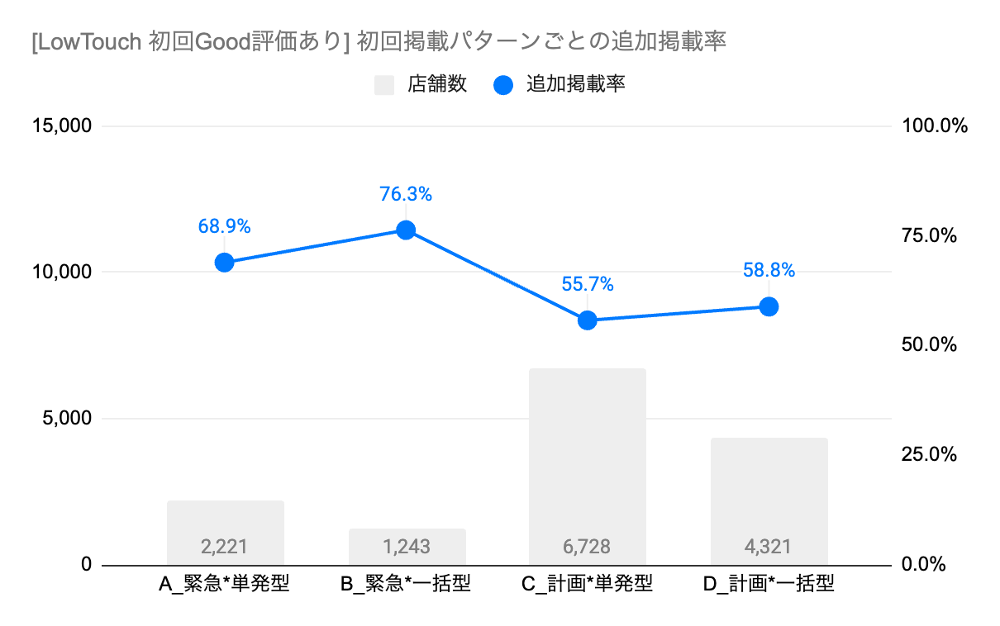 [LowTouch 初回Good評価あり] 初回掲載パターンごとの追加掲載率
店舗数 追加掲載率
15,000 100.0%
76.3%
68.9%
75.0%
10,000 58.8%
55.7%
50.0%
5,000
25.0%
2,221 1,243 6,728 4,321
0 0.0%
A_緊急*単発型 B_緊急*一括型 C_計画*単発型 D_計画*一括型